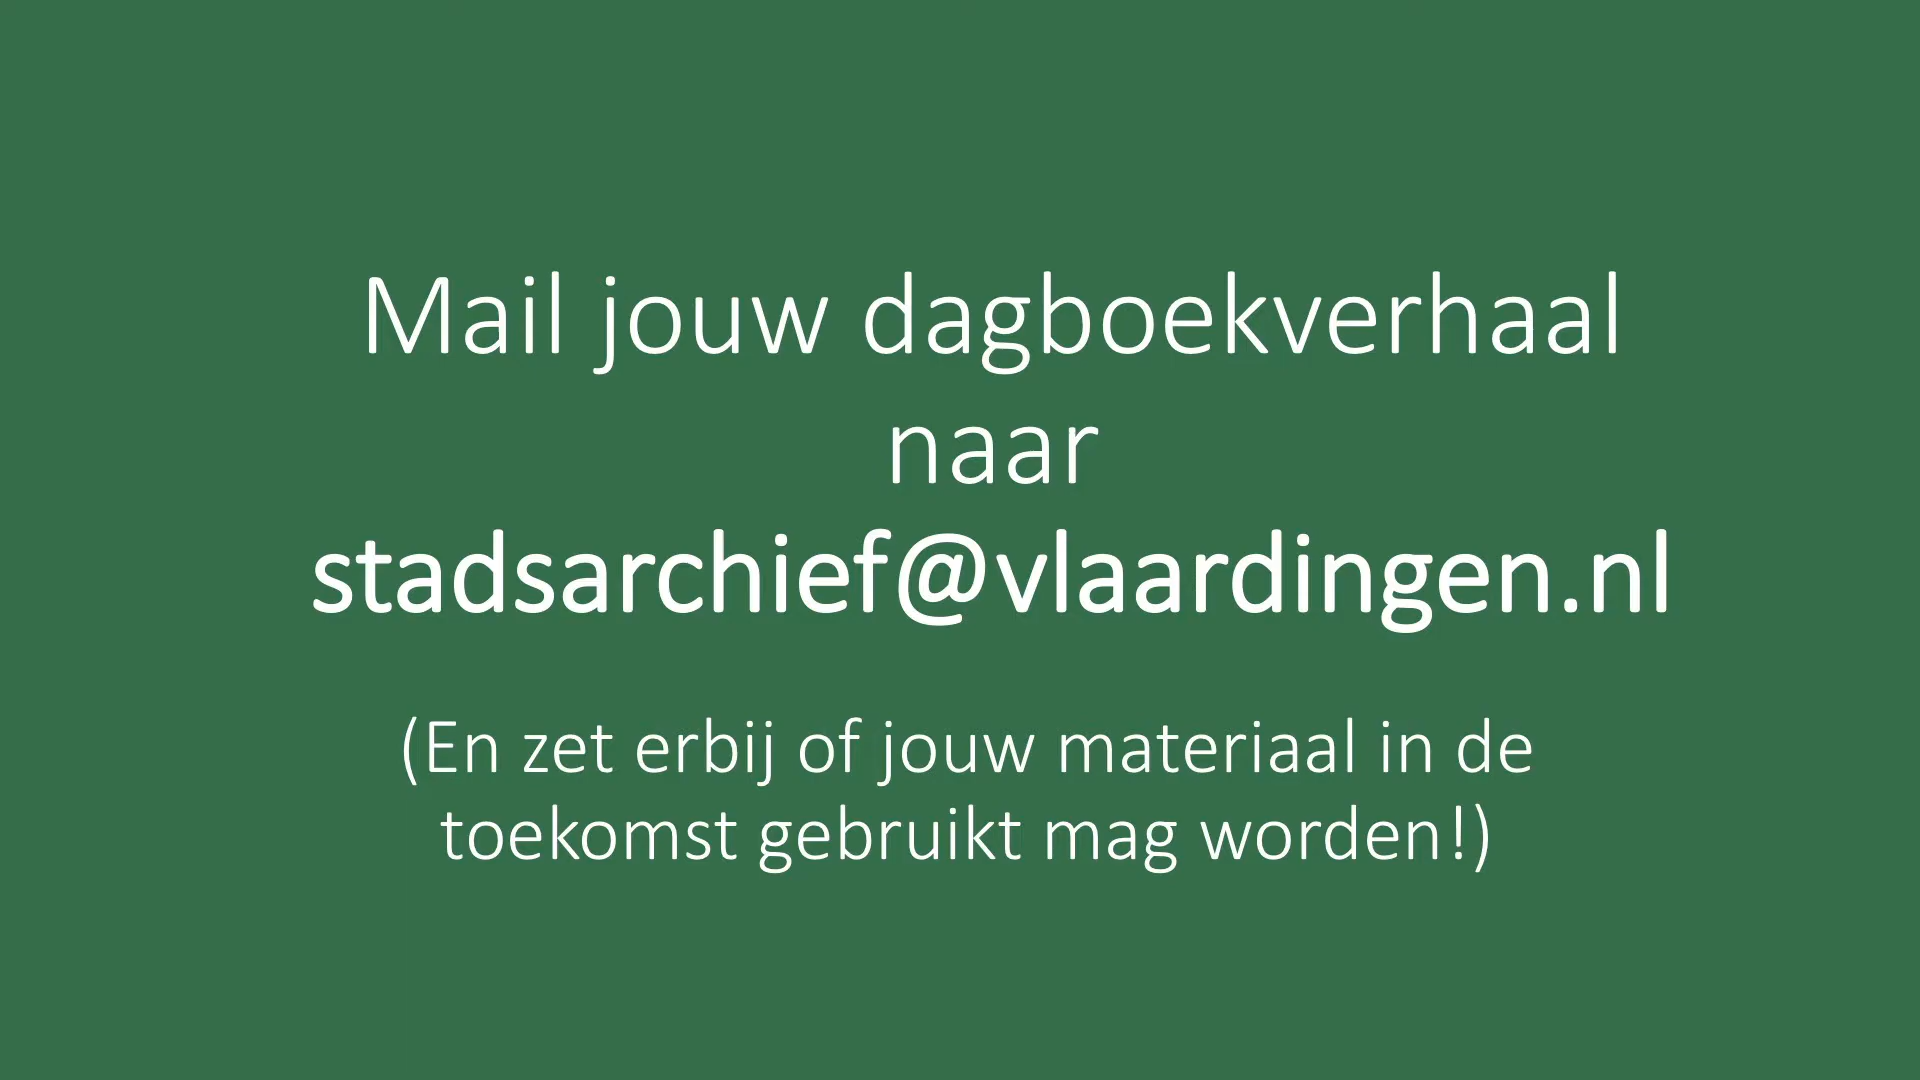 Mail jouw dagboekverhaal
naar
stadsarchief@vlaardingen.nl
(En zet erbij of jouw materiaal in de
toekomst gebruikt mag worden!)